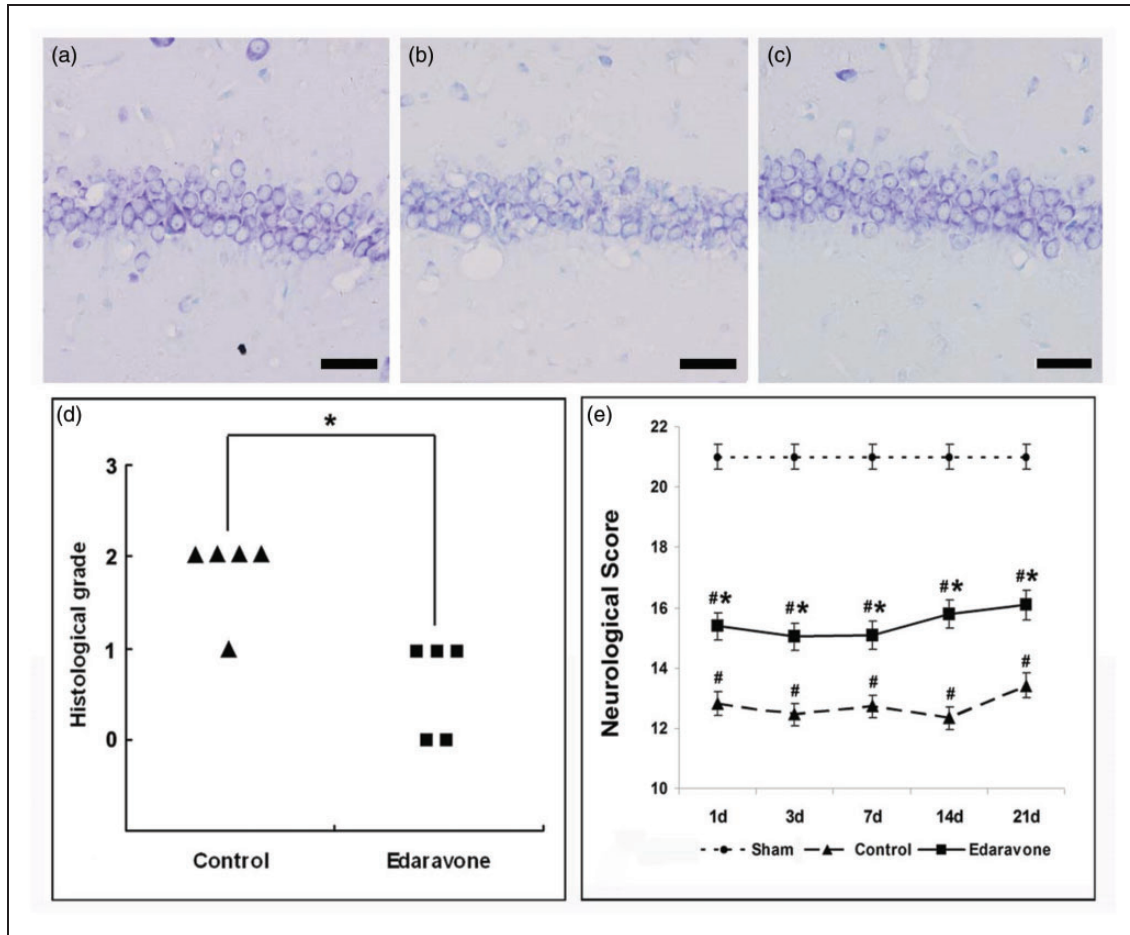 (a)
(b)
(c)
(d)
*
3
2
1
0
Histological grade
Control
Edaravone
(e)
22
20
18
16
14
12
10
Neurological Score
#*
#*
#*
#*
#*
#
#
#
#
#
1d
3d
7d
14d
21d
Sham
Control
Edaravone